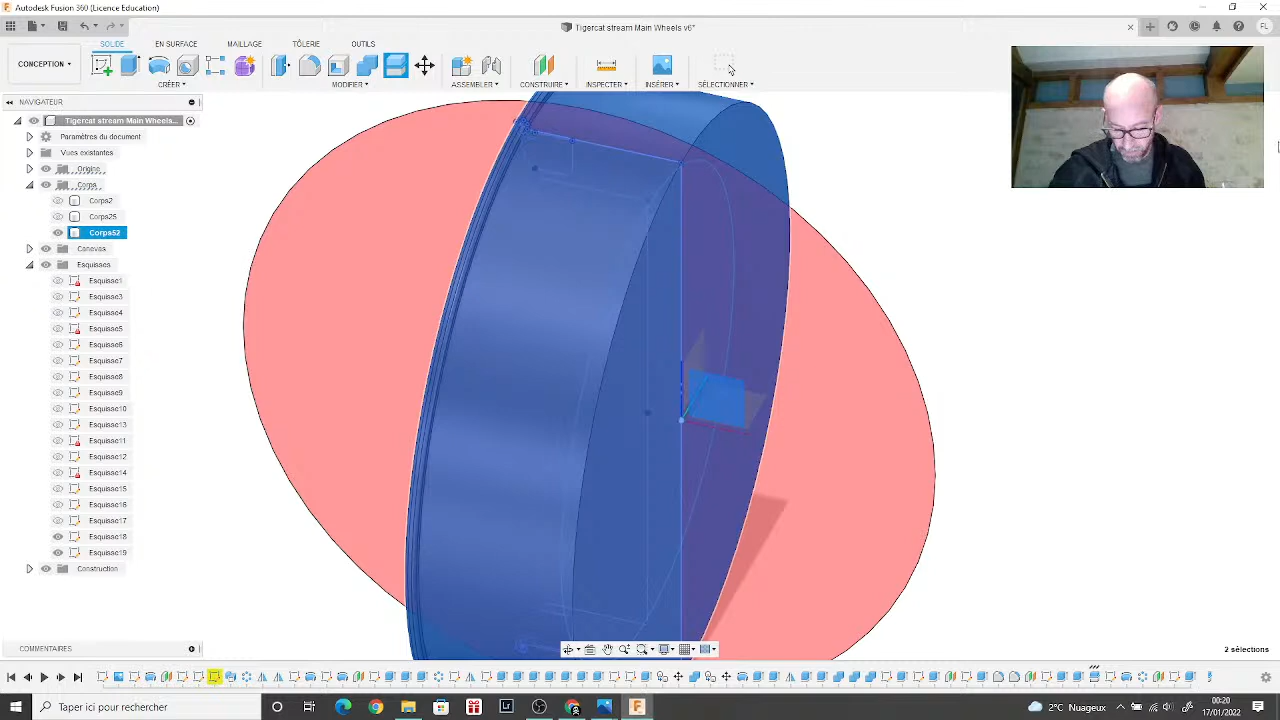 Autodesk Fusion 360 (Licence Education)
Tigercat stream Main Wheels v6*
FL
CONCEPTION
SOLIDE
EN SURFACE
MAILLAGE
TÔLERIE
OUTILS
CRÉER
MODIFIER
ASSEMBLER
CONSTRUIRE
INSPECTER
INSÉRER
SÉLECTIONNER
NAVIGATEUR
Tigercat stream Main Wheels...
Paramètres du document
Vues existantes
Origine
Corps
Corps2
Corps25
Corps52
Canevas
Esquisses
Esquisse1
Esquisse3
Esquisse4
Esquisse5
Esquisse6
Esquisse7
Esquisse8
Esquisse9
Esquisse10
Esquisse13
Esquisse11
Esquisse12
Esquisse14
Esquisse15
Esquisse16
Esquisse17
Esquisse18
Esquisse19
Construction
COMMENTAIRES
2 sélections
Taper ici pour rechercher
2°C Nuageux
00:20
17/01/2022